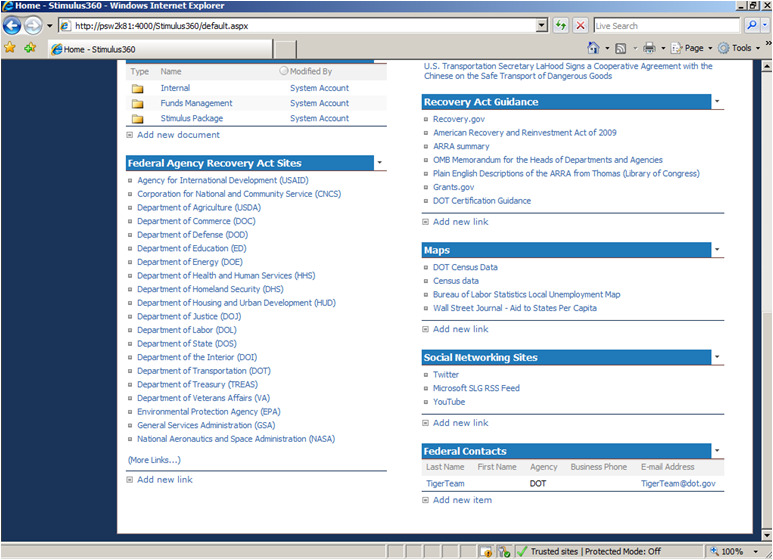 Home - Stimulus360 - Windows Internet Explorer
http://psw2k81:4000/Stimulus360/default.aspx
Live Search
Home - Stimulus360
Page
Tools
Type Name Modified By
Internal System Account
Funds Management System Account
Stimulus Package System Account
Add new document
Federal Agency Recovery Act Sites
Agency for International Development (USAID)
Corporation for National and Community Service (CNCS)
Department of Agriculture (USDA)
Department of Commerce (DOC)
Department of Defense (DOD)
Department of Education (ED)
Department of Energy (DOE)
Department of Health and Human Services (HHS)
Department of Homeland Security (DHS)
Department of Housing and Urban Development (HUD)
Department of Justice (DOJ)
Department of Labor (DOL)
Department of State (DOS)
Department of the Interior (DOI)
Department of Transportation (DOT)
Department of Treasury (TREAS)
Department of Veterans Affairs (VA)
Environmental Protection Agency (EPA)
General Services Administration (GSA)
National Aeronautics and Space Administration (NASA)
(More Links...)
Add new link
U.S. Transportation Secretary LaHood Signs a Cooperative Agreement with the
Chinese on the Safe Transport of Dangerous Goods
Recovery Act Guidance
Recovery.gov
American Recovery and Reinvestment Act of 2009
ARRA summary
OMB Memorandum for the Heads of Departments and Agencies
Plain English Descriptions of the ARRA from Thomas (Library of Congress)
Grants.gov
DOT Certification Guidance
Add new link
Maps
DOT Census Data
Census data
Bureau of Labor Statistics Local Unemployment Map
Wall Street Journal - Aid to States Per Capita
Add new link
Social Networking Sites
Twitter
Microsoft SLG RSS Feed
YouTube
Add new link
Federal Contacts
Last Name First Name Agency Business Phone E-mail Address
TigerTeam DOT TigerTeam@dot.gov
Add new item
Trusted sites | Protected Mode: Off
100%